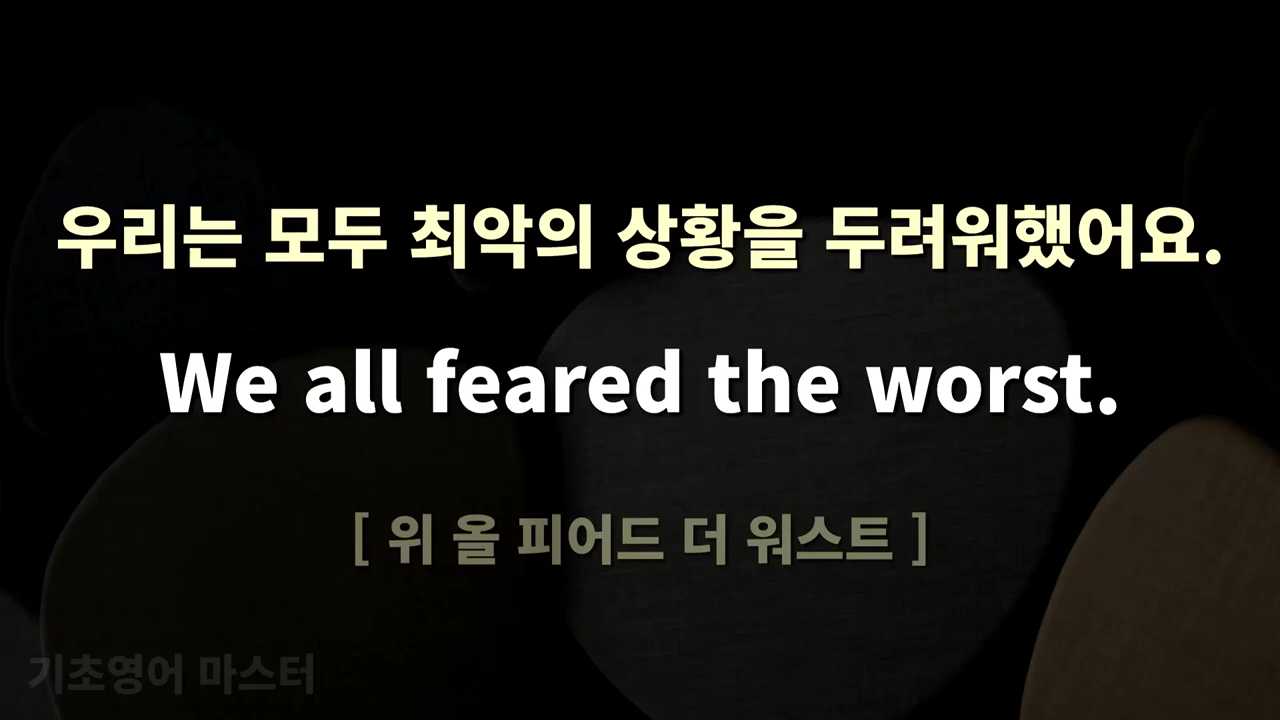 우리는 모두 최악의 상황을 두려워했어요.
We all feared the worst.
[ 위 올 피어드 더 워스트 ]
기초영어 마스터